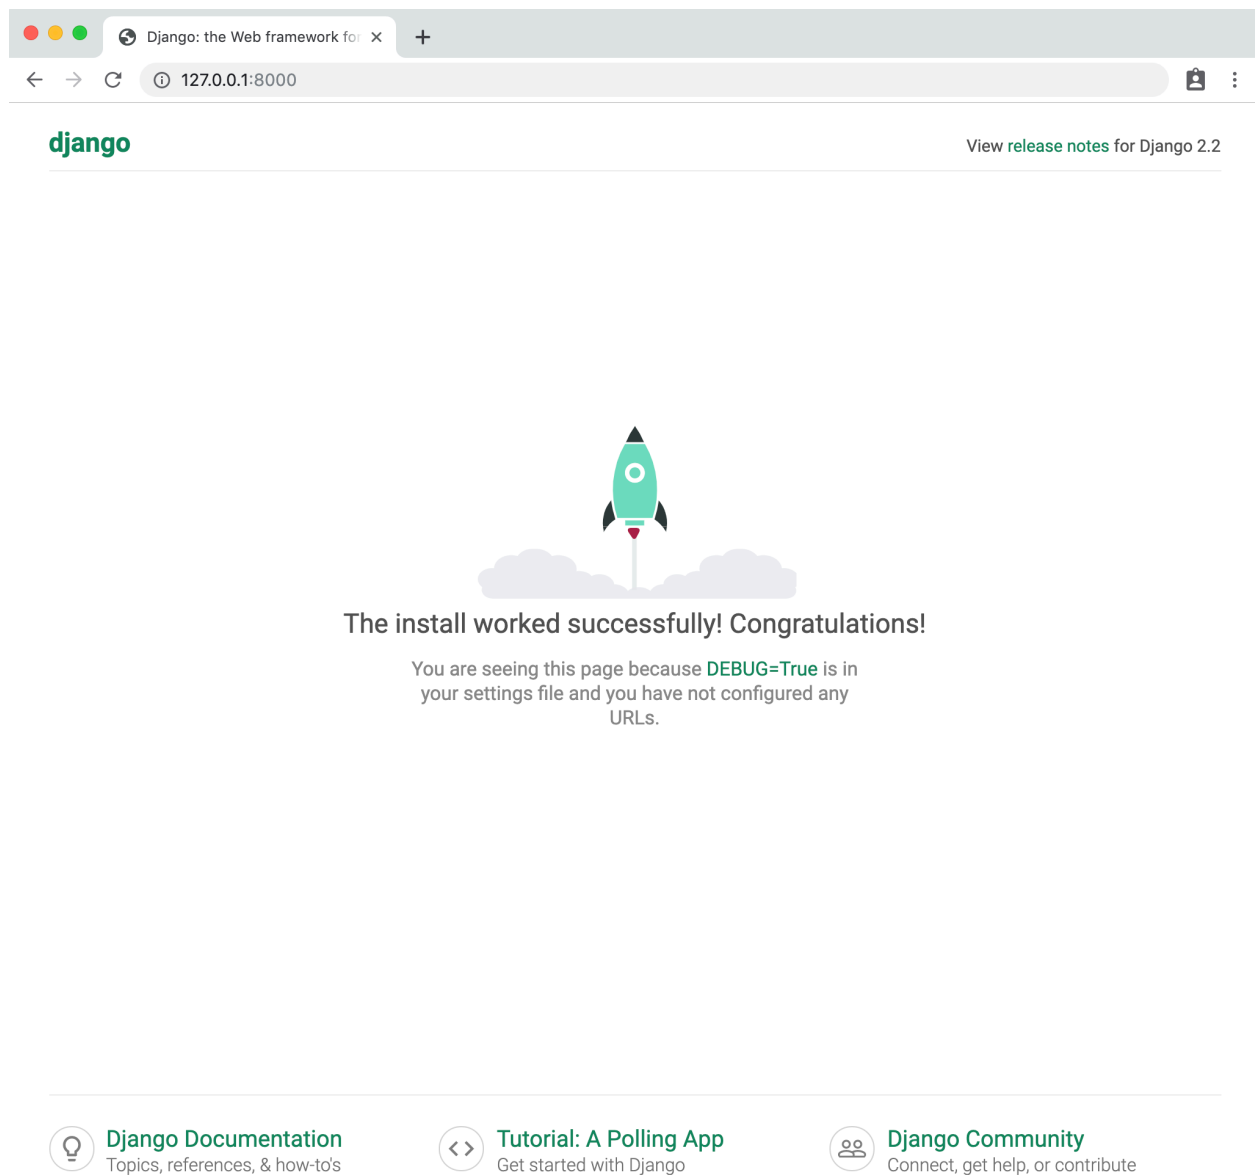 Django: the Web framework for
127.0.0.1:8000
django
View release notes for Django 2.2
The install worked successfully! Congratulations!
You are seeing this page because DEBUG=True is in
your settings file and you have not configured any
URLs.
Django Documentation
Topics, references, & how-to's
Tutorial: A Polling App
Get started with Django
Django Community
Connect, get help, or contribute